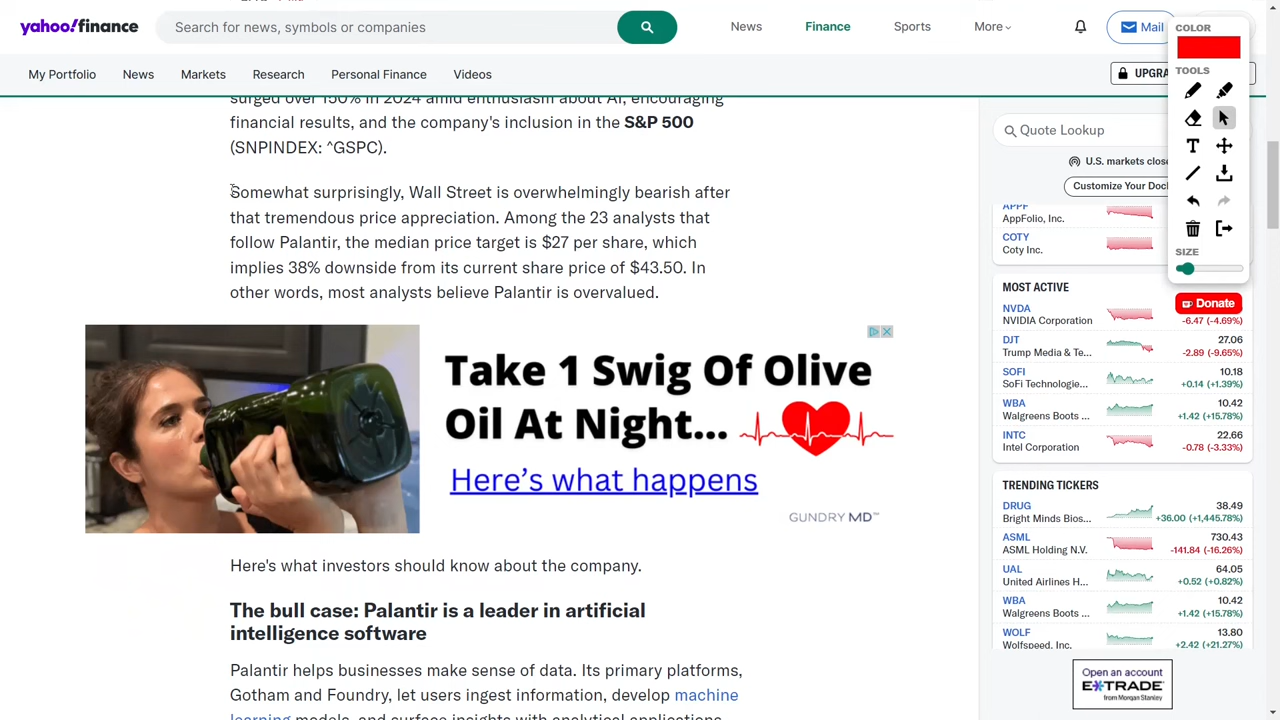 yahoo!finance
Search for news, symbols or companies
News
Finance
Sports
More
Mail
My Portfolio
News
Markets
Research
Personal Finance
Videos
UPGRA
COLOR
TOOLS
T
SIZE
Donate
surged over 150% in 2024 amid enthusiasm about AI, encouraging
financial results, and the company's inclusion in the S&P 500
(SNPINDEX: ^GSPC).
Somewhat surprisingly, Wall Street is overwhelmingly bearish after
that tremendous price appreciation. Among the 23 analysts that
follow Palantir, the median price target is $27 per share, which
implies 38% downside from its current share price of $43.50. In
other words, most analysts believe Palantir is overvalued.
Take 1 Swig Of Olive
Oil At Night...
Here's what happens
GUNDRY MD™
Here's what investors should know about the company.
The bull case: Palantir is a leader in artificial
intelligence software
Palantir helps businesses make sense of data. Its primary platforms,
Gotham and Foundry, let users ingest information, develop machine
learning models, and surface insights with analytical applications.
Quote Lookup
U.S. markets close
Customize Your Doc
APPF
AppFolio, Inc.
COTY
Coty Inc.
MOST ACTIVE
NVDA
NVIDIA Corporation
-6.47 (-4.69%)
DJT 27.06
Trump Media & Te... -2.89 (-9.65%)
SOFI 10.18
SoFi Technologie... +0.14 (+1.39%)
WBA 10.42
Walgreens Boots ... +1.42 (+15.78%)
INTC 22.66
Intel Corporation -0.78 (-3.33%)
TRENDING TICKERS
DRUG 38.49
Bright Minds Bios... +36.00 (+1,445.78%)
ASML 730.43
ASML Holding N.V. -141.84 (-16.26%)
UAL 64.05
United Airlines H... +0.52 (+0.82%)
WBA 10.42
Walgreens Boots ... +1.42 (+15.78%)
WOLF 13.80
Wolfspeed, Inc. +2.42 (+21.27%)
Open an account
E*TRADE
from Morgan Stanley